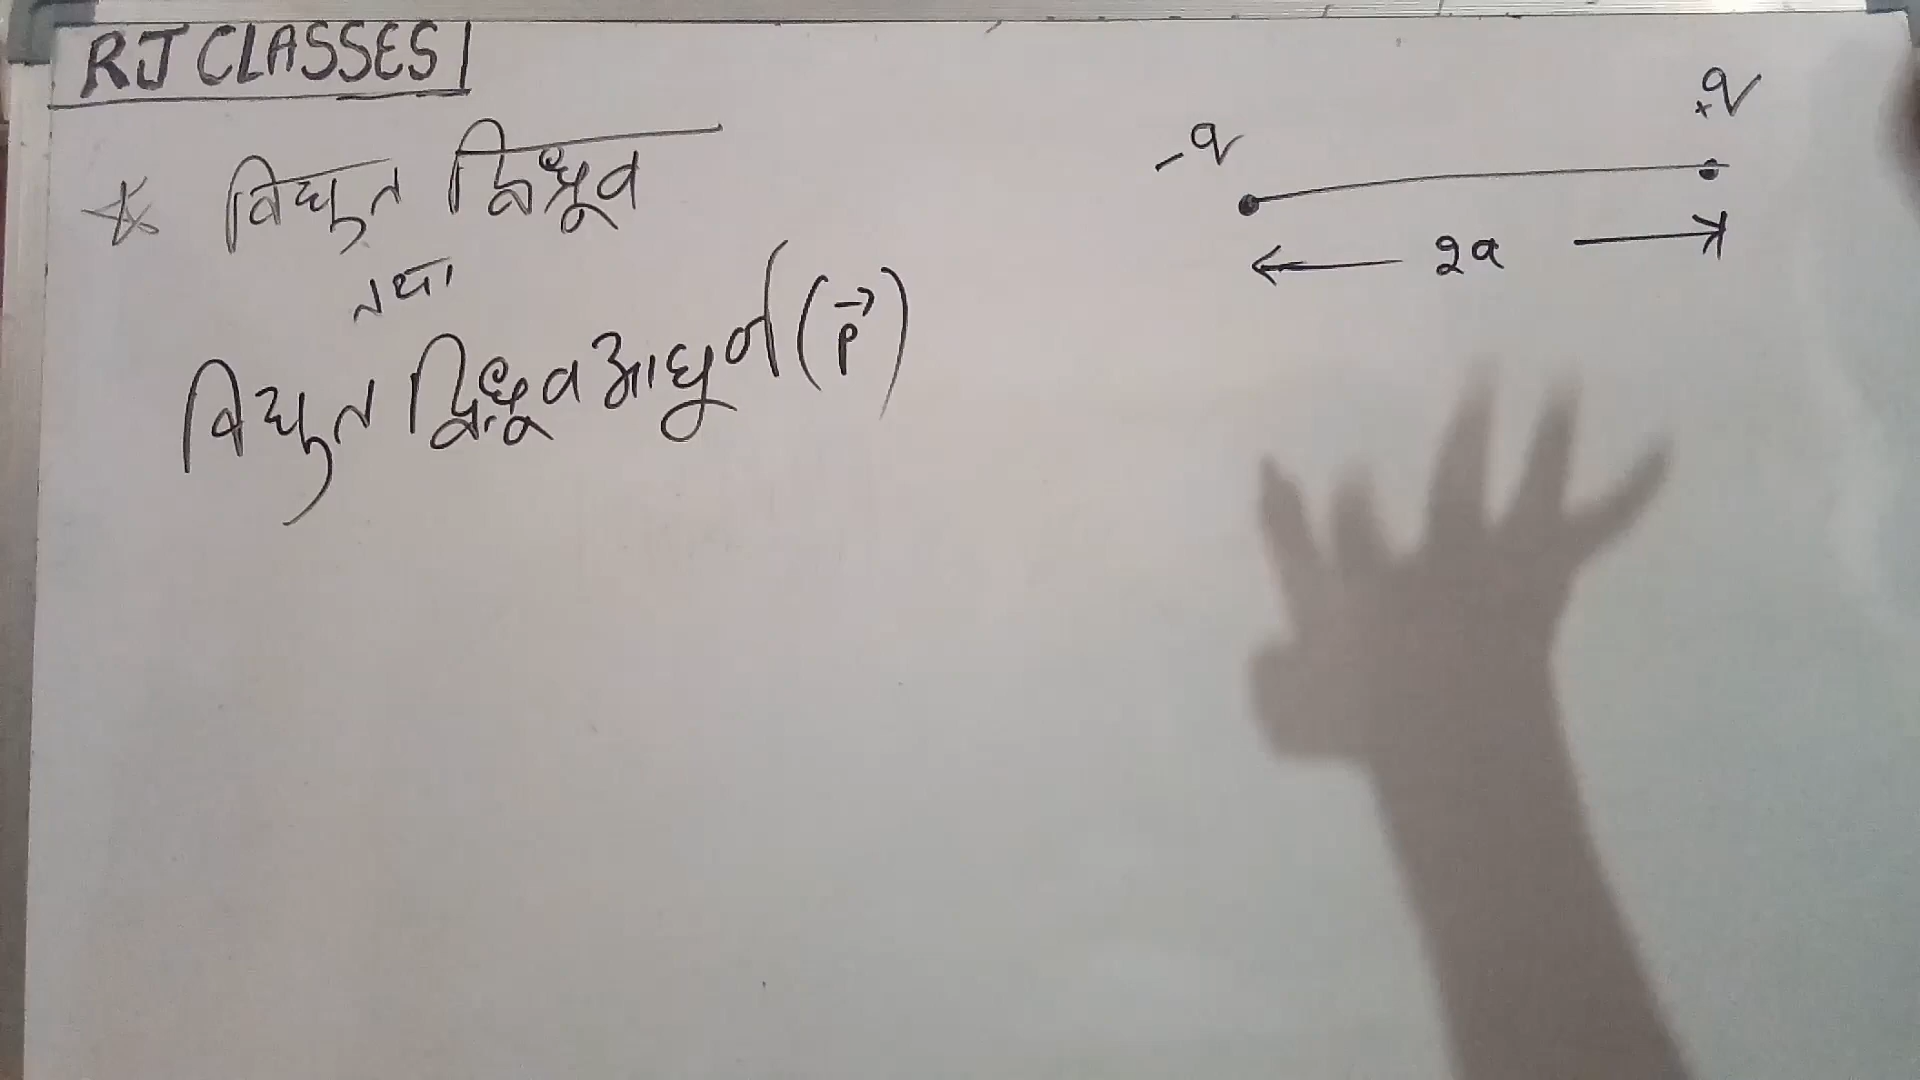 RJ CLASSES
विद्युत द्विध्रुव
तथा
विद्युत द्विध्रुव आघूर्ण (p→)
-q
+q
2a